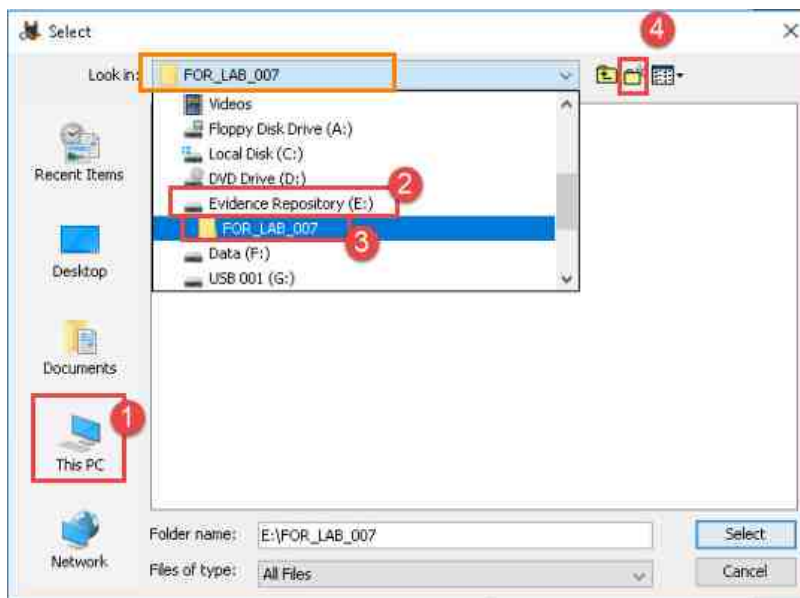 Select
4
Look in:
FOR_LAB_007
Videos
Floppy Disk Drive (A:)
Local Disk (C:)
DVD Drive (D:)
2
Evidence Repository (E:)
FOR_LAB_007
3
Data (F:)
USB 001 (G:)
Recent Items
Desktop
Documents
1
This PC
Network
Folder name:
E:\FOR_LAB_007
Select
Files of type:
All Files
Cancel